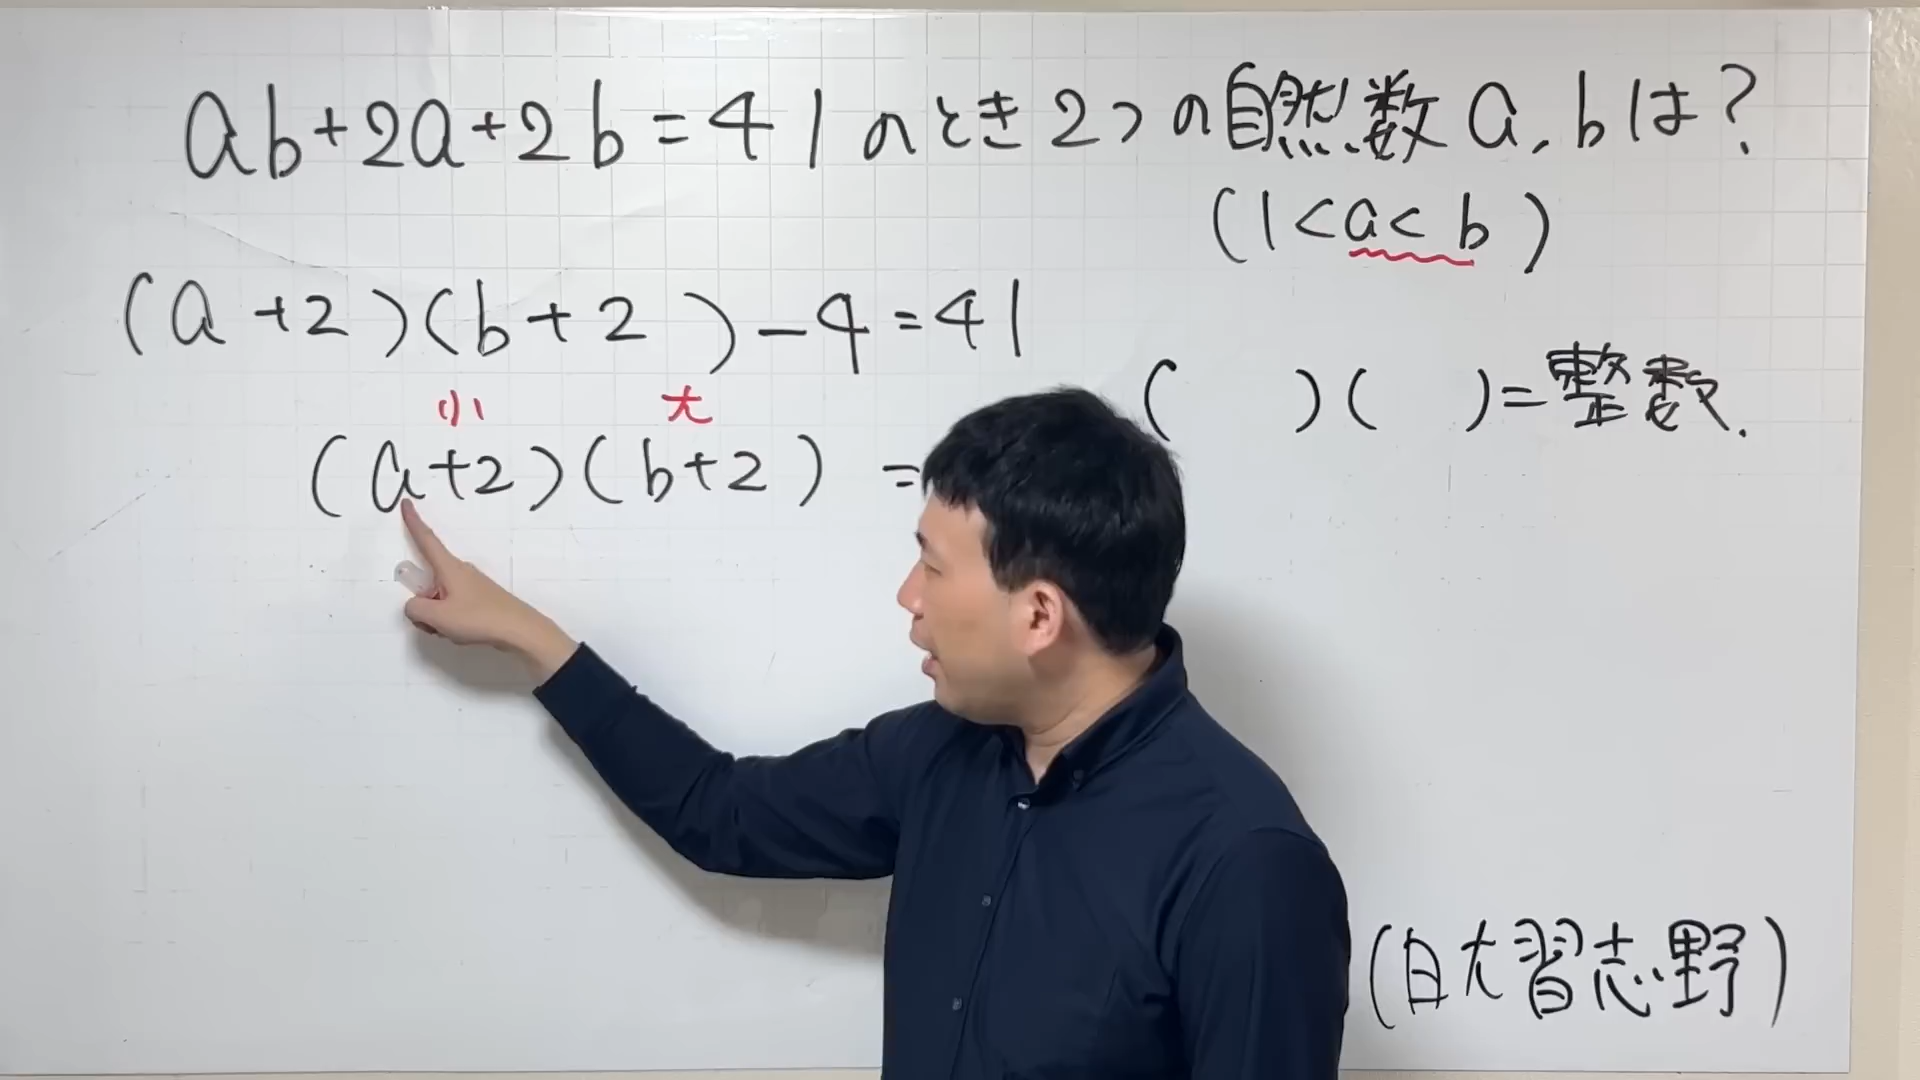 ab+2a+2b=41のとき2つの自然数a,bは?
(1<a<b)
(a+2)(b+2)-4=41
( )( )=整数.
小 大
(a+2)(b+2) =
(日大習志野)